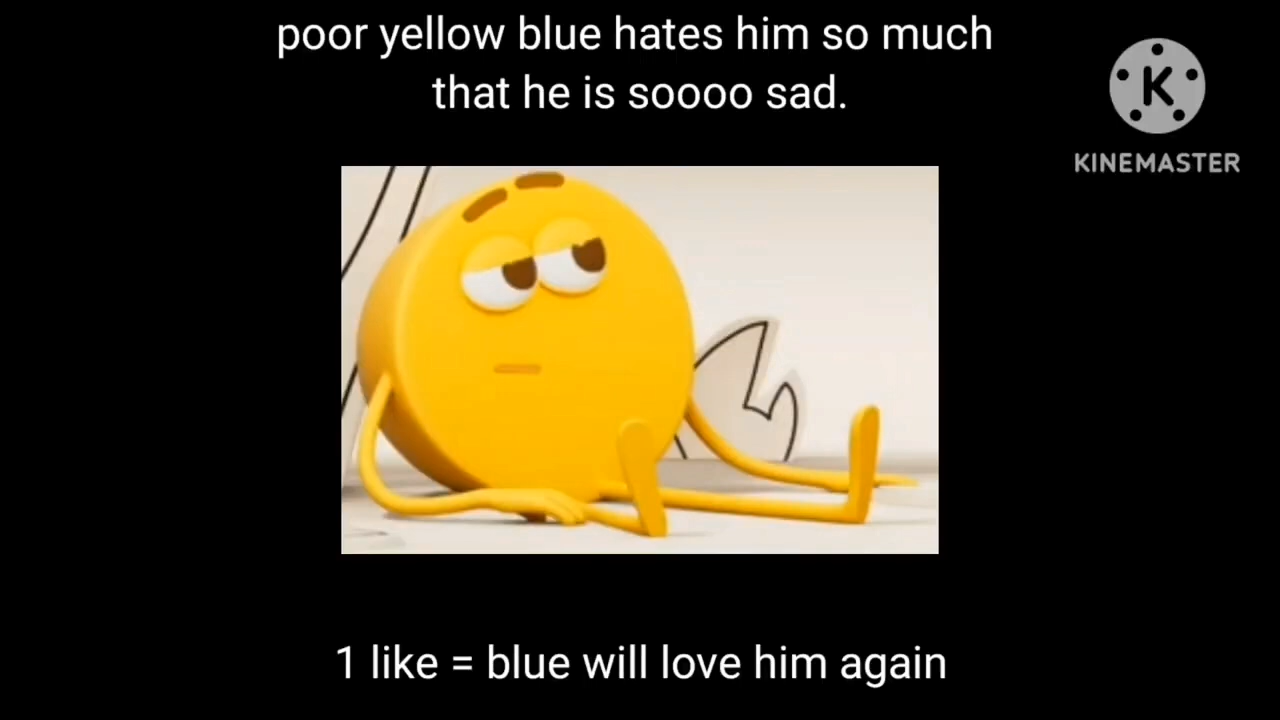 poor yellow blue hates him so much
that he is soooo sad.
K
KINEMASTER
1 like = blue will love him again